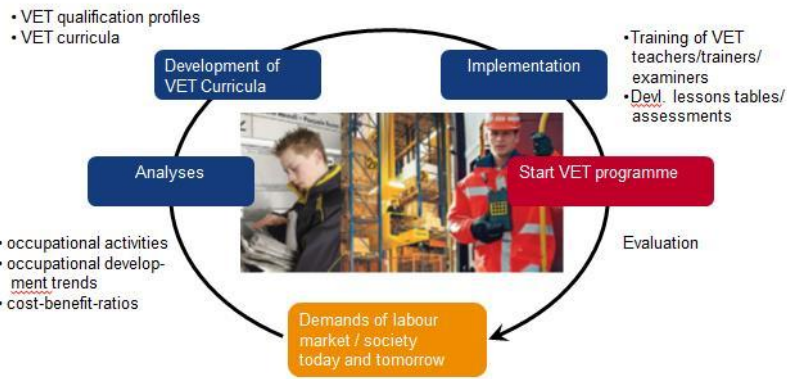 • VET qualification profiles
• VET curricula
Development of
VET Curricula
Implementation
•Training of VET
teachers/trainers/
examiners
•Devl. lessons tables/
assessments
Analyses
Start VET programme
• occupational activities
• occupational develop-
ment trends
• cost-benefit-ratios
Evaluation
Demands of labour
market / society
today and tomorrow